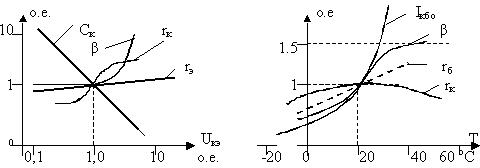 о.е.
10
Cк
β
rк
rэ
1
0
0,1
1,0
10
Uкэ
о.е.
о.е
Iкбо
1.5
β
rб
1
rк
-20
0
20
40
60 °C
T